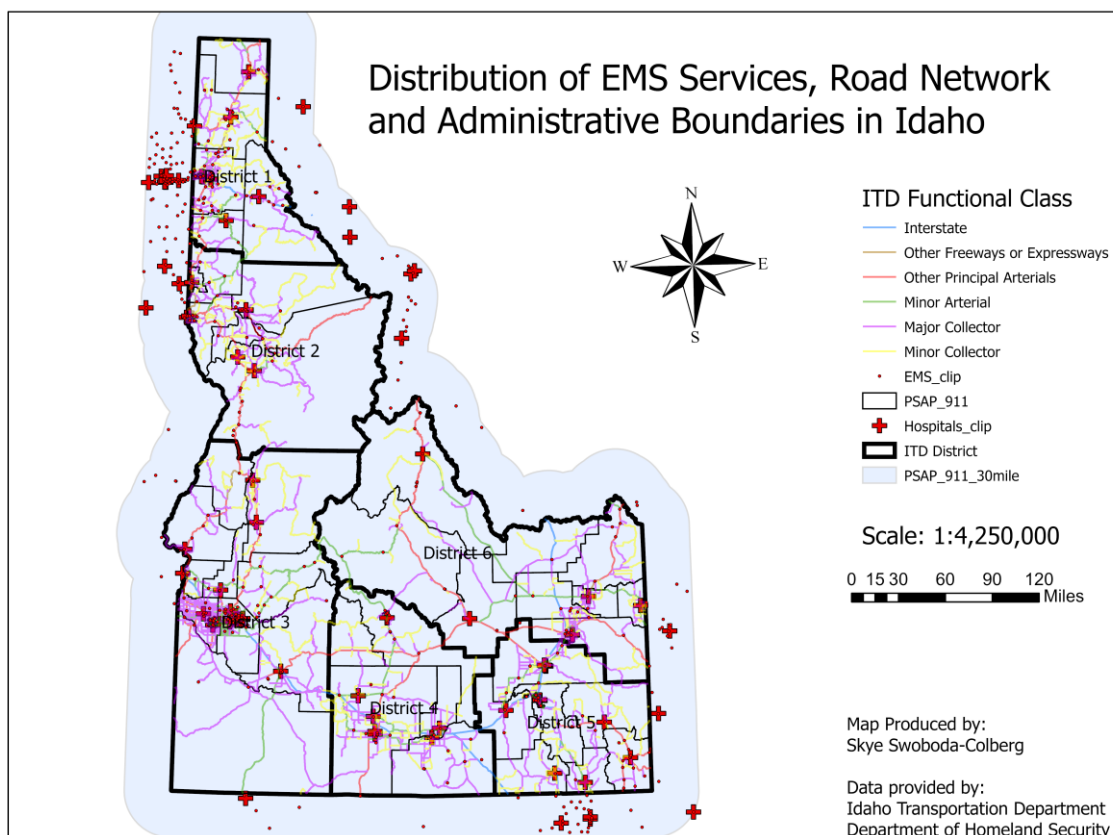 Distribution of EMS Services, Road Network
and Administrative Boundaries in Idaho
N
W
E
S
ITD Functional Class
Interstate
Other Freeways or Expressways
Other Principal Arterials
Minor Arterial
Major Collector
Minor Collector
EMS_clip
PSAP_911
Hospitals_clip
ITD District
PSAP_911_30mile
Scale: 1:4,250,000
0 15 30 60 90 120
Miles
District 1
District 2
District 6
District 3
District 4
District 5
Map Produced by:
Skye Swoboda-Colberg
Data provided by:
Idaho Transportation Department
Department of Homeland Security